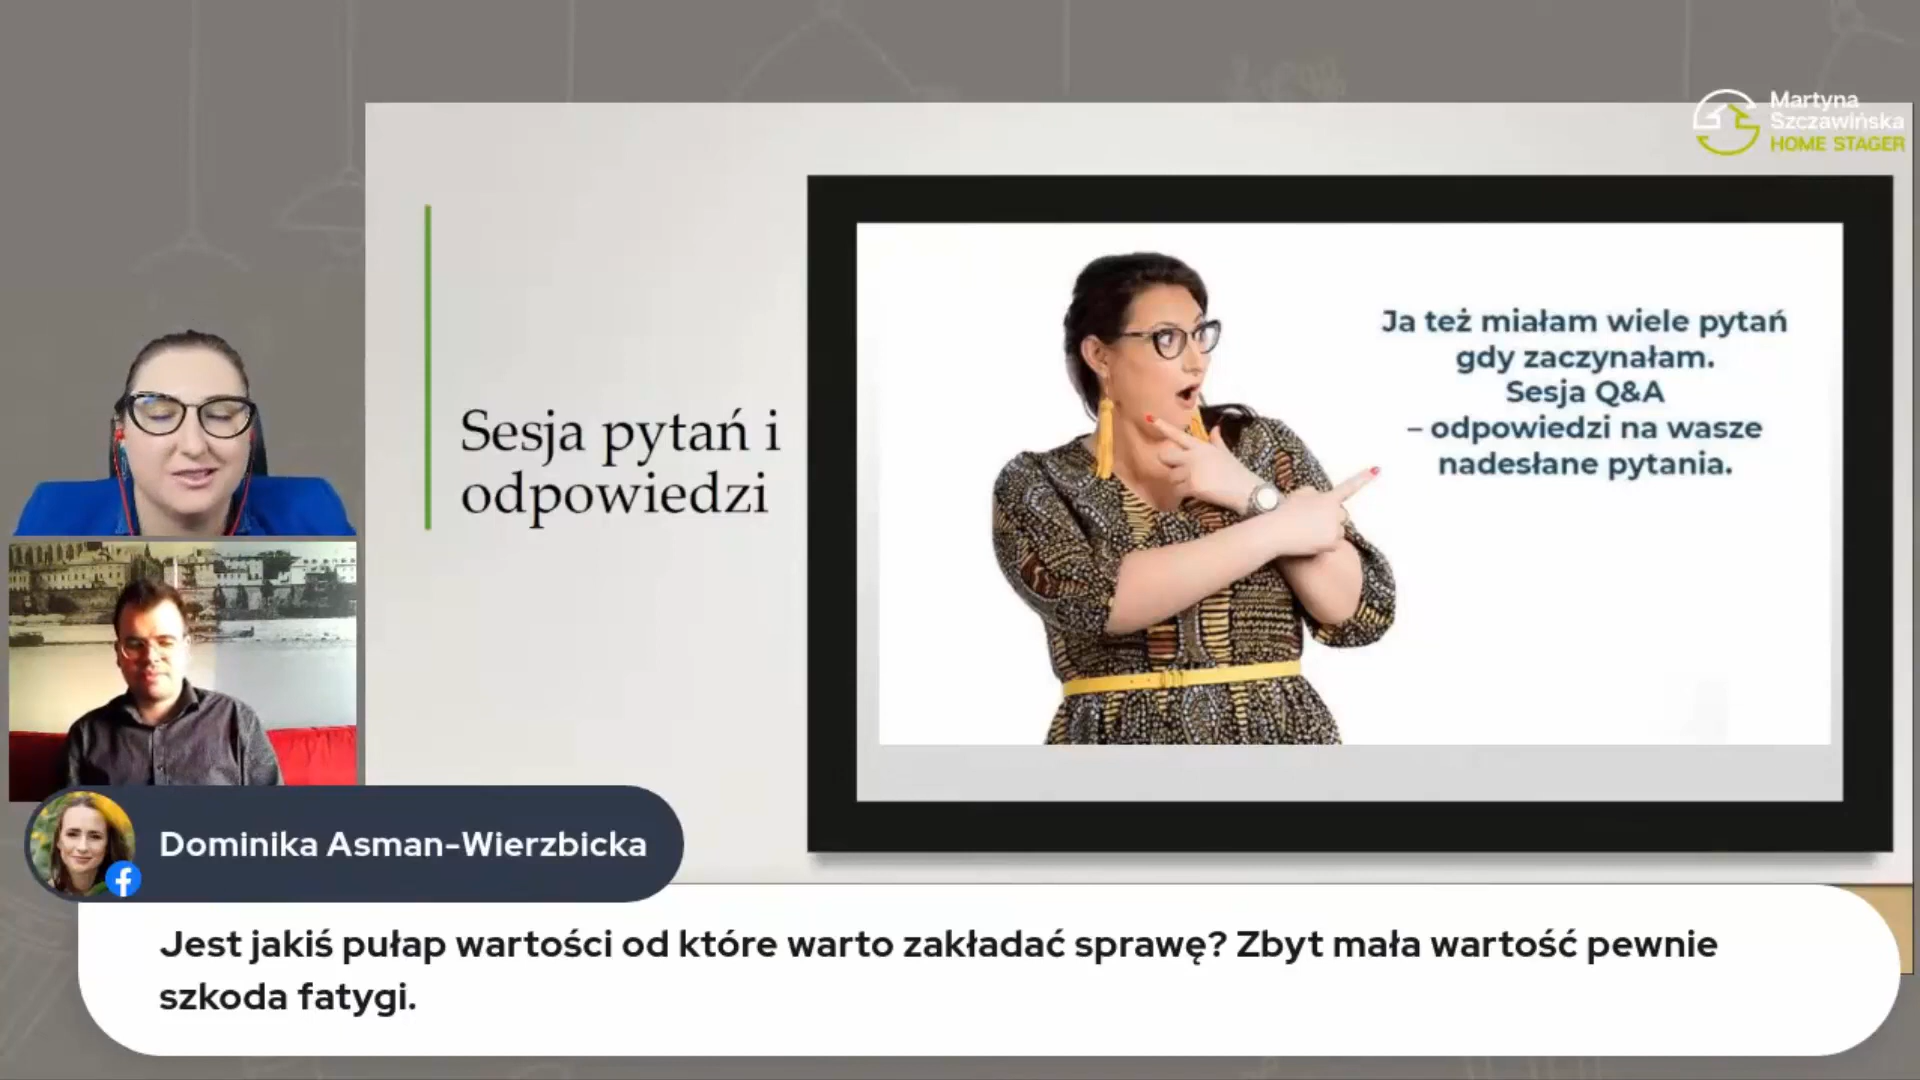 Martyna
Szczawińska
HOME STAGER
Sesja pytań i
odpowiedzi
Ja też miałam wiele pytań
gdy zaczynałam.
Sesja Q&A
– odpowiedzi na wasze
nadesłane pytania.
Dominika Asman-Wierzbicka
Jest jakiś pułap wartości od które warto zakładać sprawę? Zbyt mała wartość pewnie
szkoda fatygi.